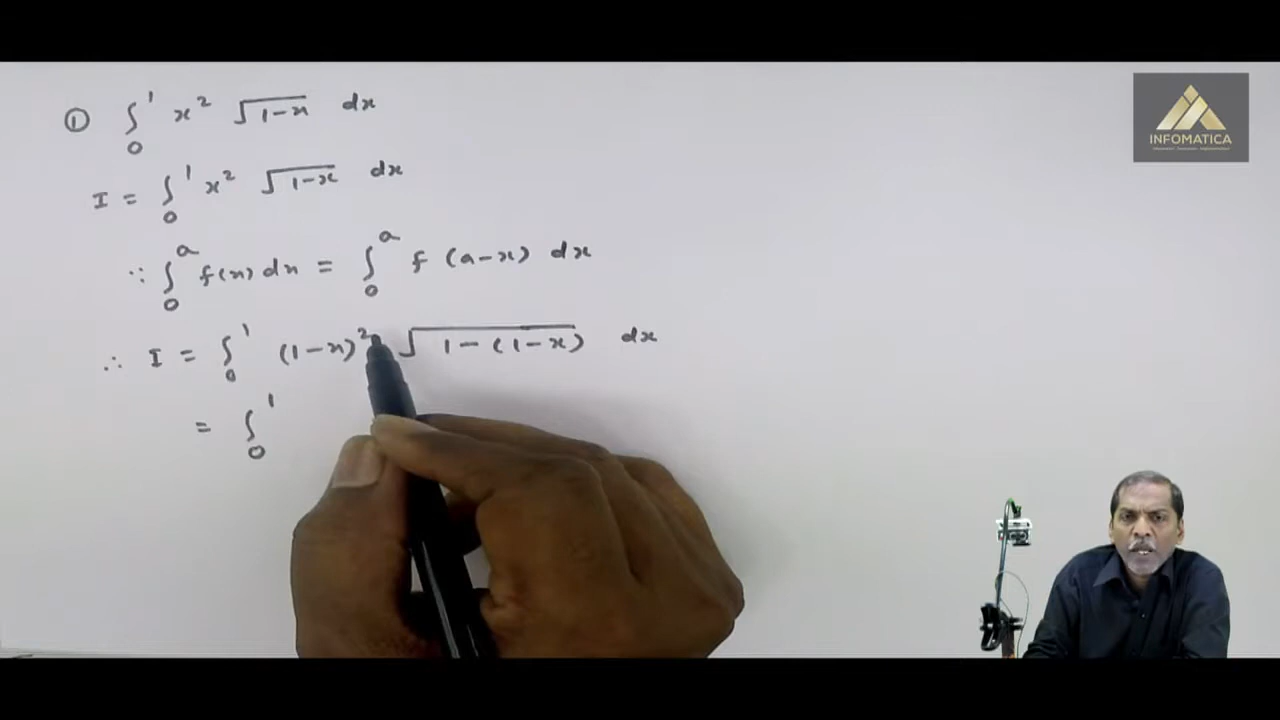 ① ∫₀¹ x² √(1-x) dx
I = ∫₀¹ x² √(1-x) dx
∵ ∫₀ᵃ f(x) dx = ∫₀ᵃ f (a-x) dx
∴ I = ∫₀¹ (1-x)² √(1-(1-x)) dx
= ∫₀¹
INFOMATICA